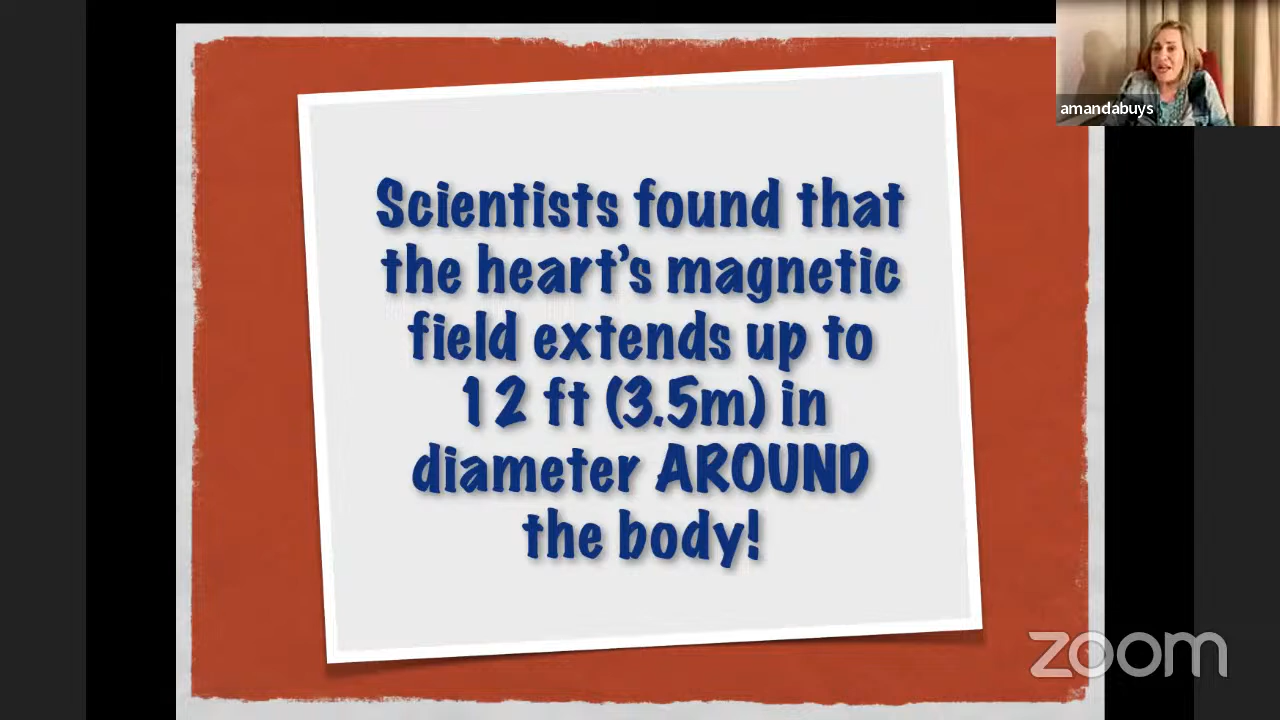 amandabuys
Scientists found that
the heart's magnetic
field extends up to
12 ft (3.5m) in
diameter AROUND
the body!
zoom